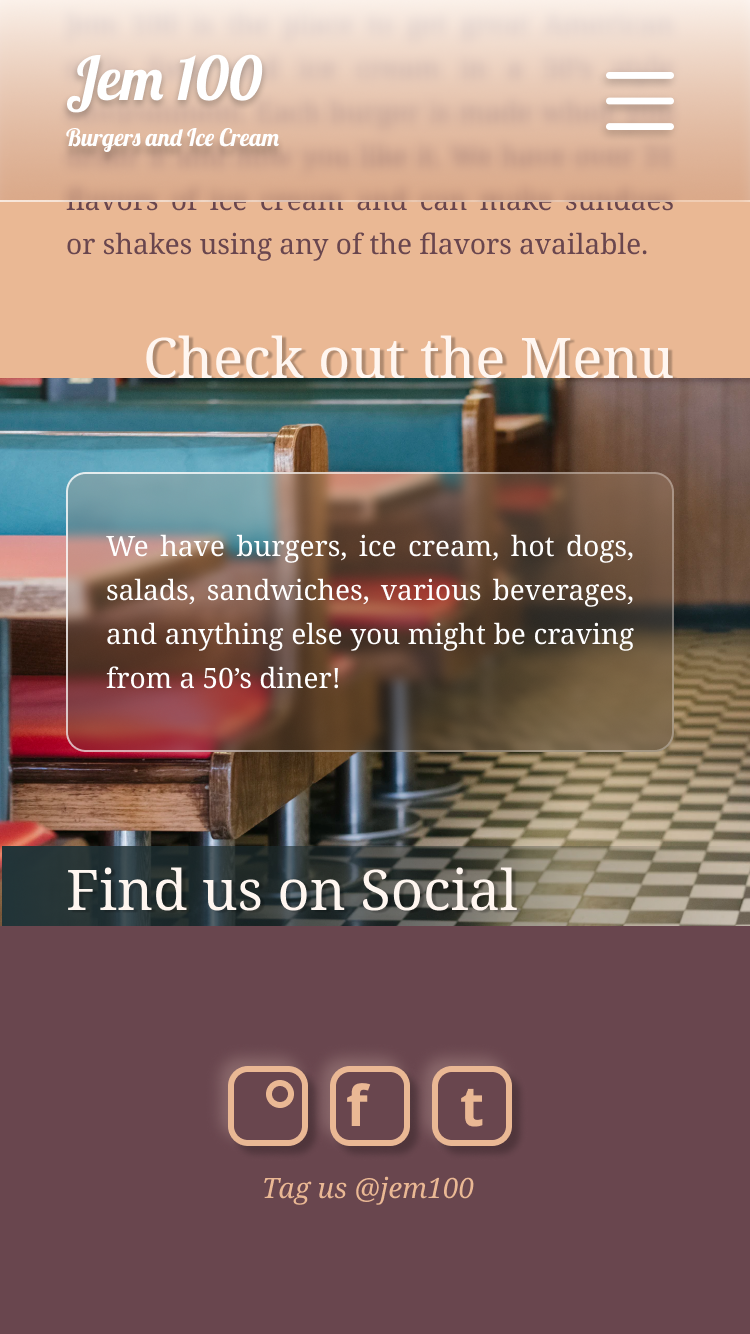 Jem 100
Burgers and Ice Cream
flavors of ice cream and can make sundaes
or shakes using any of the flavors available.
Check out the Menu
We have burgers, ice cream, hot dogs,
salads, sandwiches, various beverages,
and anything else you might be craving
from a 50’s diner!
Find us on Social
f t
Tag us @jem100